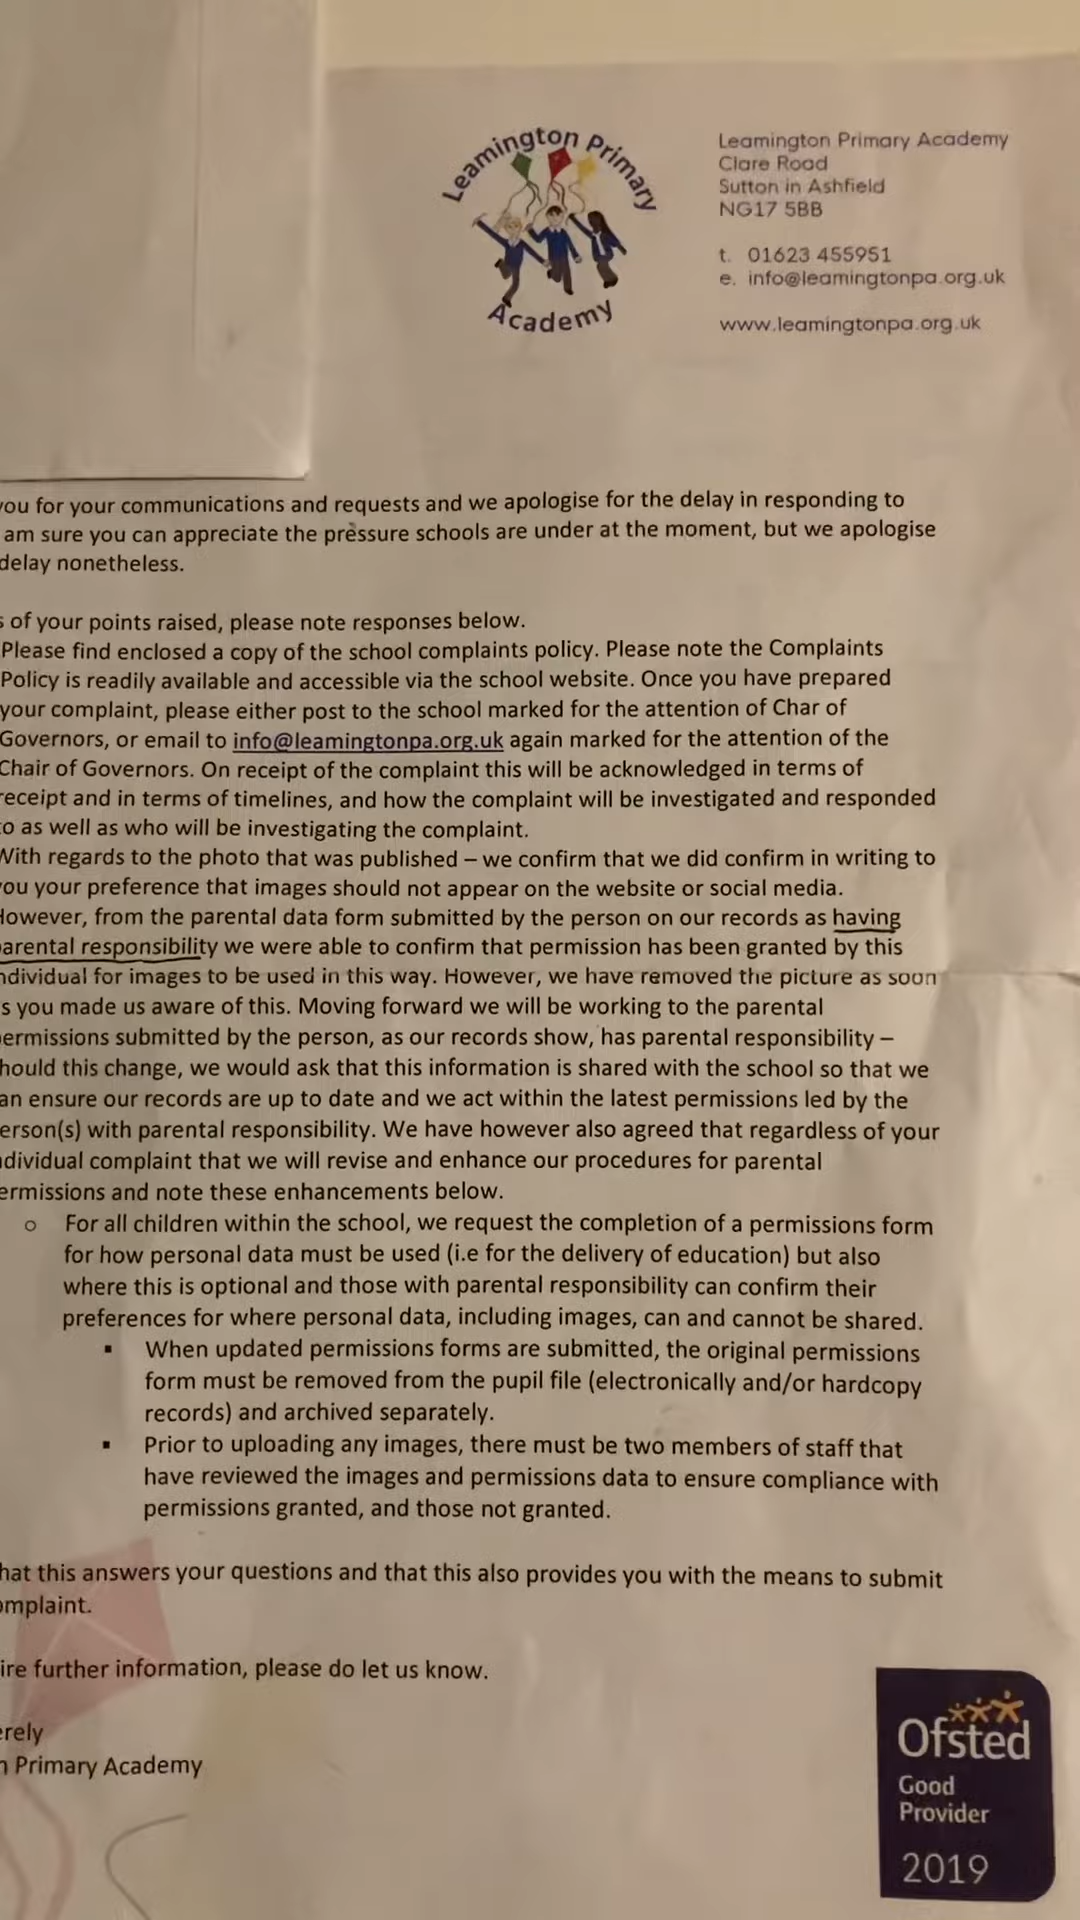 Leamington Primary
Academy
Leamington Primary Academy
Clare Road
Sutton in Ashfield
NG17 5BB
t. 01623 455951
e. info@leamingtonpa.org.uk
www.leamingtonpa.org.uk
you for your communications and requests and we apologise for the delay in responding to
am sure you can appreciate the pressure schools are under at the moment, but we apologise
delay nonetheless.
of your points raised, please note responses below.
Please find enclosed a copy of the school complaints policy. Please note the Complaints
Policy is readily available and accessible via the school website. Once you have prepared
your complaint, please either post to the school marked for the attention of Char of
Governors, or email to info@leamingtonpa.org.uk again marked for the attention of the
Chair of Governors. On receipt of the complaint this will be acknowledged in terms of
receipt and in terms of timelines, and how the complaint will be investigated and responded
to as well as who will be investigating the complaint.
With regards to the photo that was published – we confirm that we did confirm in writing to
you your preference that images should not appear on the website or social media.
However, from the parental data form submitted by the person on our records as having
parental responsibility we were able to confirm that permission has been granted by this
ndividual for images to be used in this way. However, we have removed the picture as soon
s you made us aware of this. Moving forward we will be working to the parental
ermissions submitted by the person, as our records show, has parental responsibility –
hould this change, we would ask that this information is shared with the school so that we
an ensure our records are up to date and we act within the latest permissions led by the
erson(s) with parental responsibility. We have however also agreed that regardless of your
dividual complaint that we will revise and enhance our procedures for parental
ermissions and note these enhancements below.
o For all children within the school, we request the completion of a permissions form
for how personal data must be used (i.e for the delivery of education) but also
where this is optional and those with parental responsibility can confirm their
preferences for where personal data, including images, can and cannot be shared.
▪ When updated permissions forms are submitted, the original permissions
form must be removed from the pupil file (electronically and/or hardcopy
records) and archived separately.
▪ Prior to uploading any images, there must be two members of staff that
have reviewed the images and permissions data to ensure compliance with
permissions granted, and those not granted.
hat this answers your questions and that this also provides you with the means to submit
omplaint.
ire further information, please do let us know.
erely
n Primary Academy
Ofsted
Good
Provider
2019